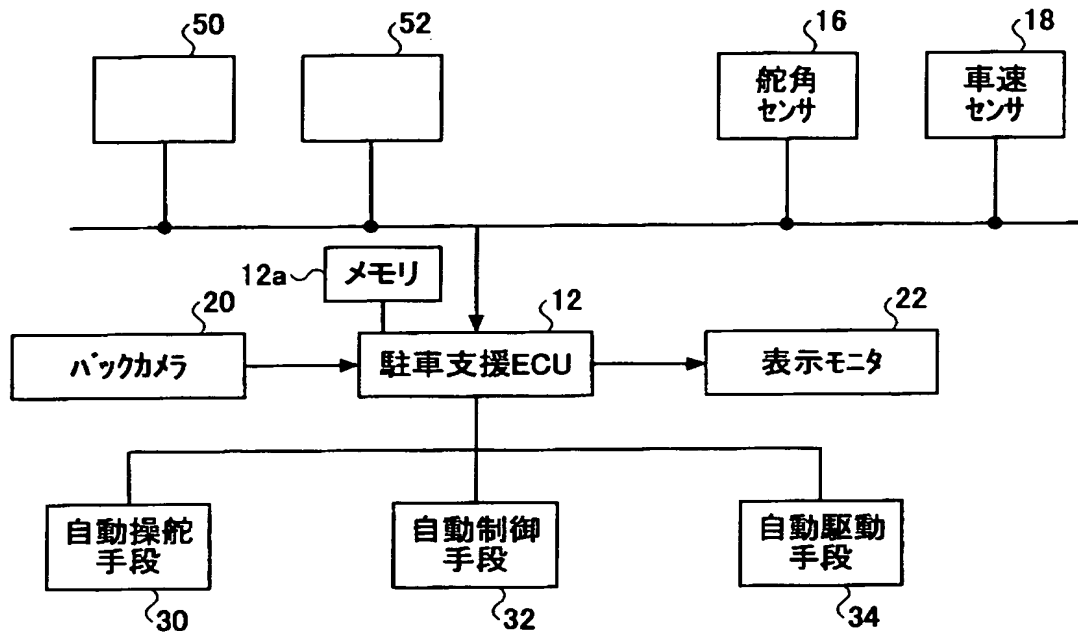 50
52
16
18
舵角
センサ
車速
センサ
12a
メモリ
20
12
22
バックカメラ
駐車支援ECU
表示モニタ
自動操舵
手段
自動制御
手段
自動駆動
手段
30
32
34